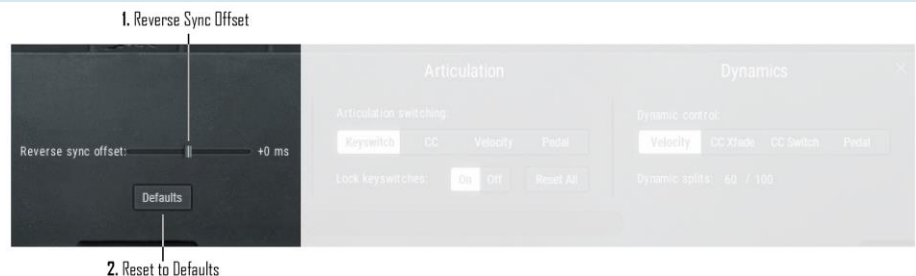 1. Reverse Sync Offset
Articulation
Dynamics
Articulation switching:
Dynamic control:
Keyswitch CC Velocity Pedal
Velocity CC Xfade CC Switch Pedal
Reverse sync offset: +0 ms
Lock keyswitches: On Off Reset All
Dynamic splits: 60 / 100
Defaults
2. Reset to Defaults